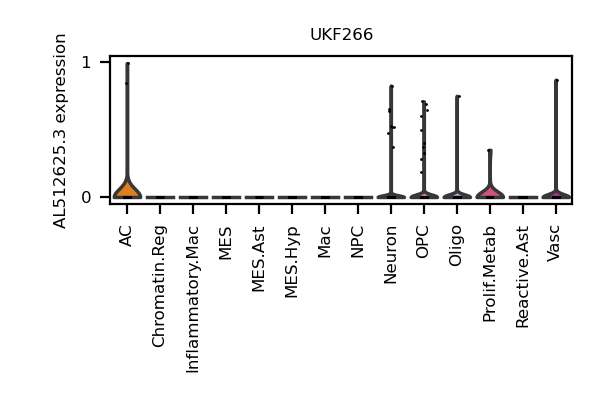 UKF266
AL512625.3 expression
1
0
AC
Chromatin.Reg
Inflammatory.Mac
MES
MES.Ast
MES.Hyp
Mac
NPC
Neuron
OPC
Oligo
Prolif.Metab
Reactive.Ast
Vasc